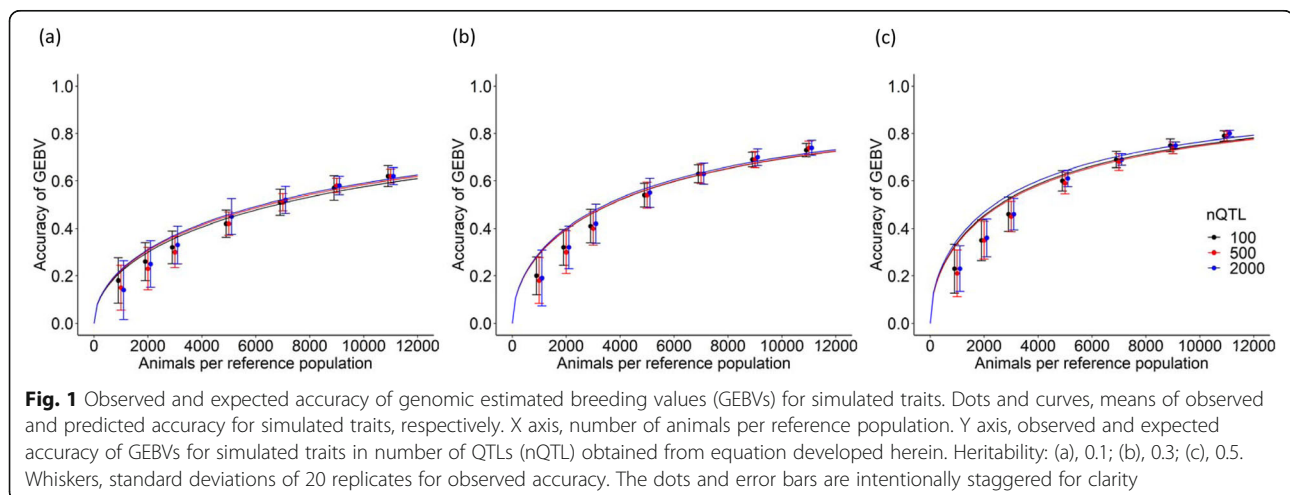 (a)
(b)
(c)
Accuracy of GEBV
1.0
0.8
0.6
0.4
0.2
0.0
0 2000 4000 6000 8000 10000 12000
Animals per reference population
Accuracy of GEBV
1.0
0.8
0.6
0.4
0.2
0.0
0 2000 4000 6000 8000 10000 12000
Animals per reference population
Accuracy of GEBV
1.0
0.8
0.6
0.4
0.2
0.0
0 2000 4000 6000 8000 10000 12000
Animals per reference population
nQTL
100
500
2000
Fig. 1 Observed and expected accuracy of genomic estimated breeding values (GEBVs) for simulated traits. Dots and curves, means of observed
and predicted accuracy for simulated traits, respectively. X axis, number of animals per reference population. Y axis, observed and expected
accuracy of GEBVs for simulated traits in number of QTLs (nQTL) obtained from equation developed herein. Heritability: (a), 0.1; (b), 0.3; (c), 0.5.
Whiskers, standard deviations of 20 replicates for observed accuracy. The dots and error bars are intentionally staggered for clarity